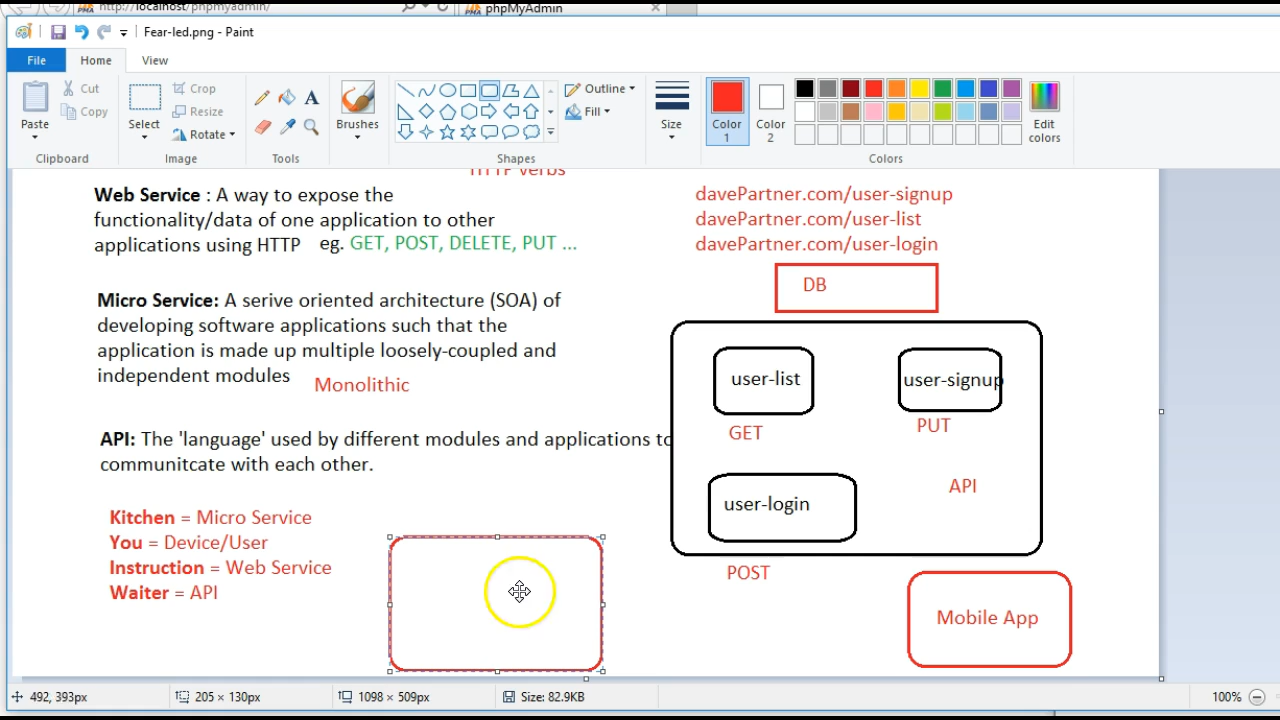 http://localhost/phpmyadmin/
phpMyAdmin
Fear-led.png - Paint
File
Home
View
Paste
Cut
Copy
Clipboard
Select
Crop
Resize
Rotate
Image
A
Tools
Brushes
Shapes
Outline
Fill
Size
Color
1
Color
2
Edit
colors
Colors
HTTP verbs
Web Service : A way to expose the
functionality/data of one application to other
applications using HTTP eg. GET, POST, DELETE, PUT ...
Micro Service: A serive oriented architecture (SOA) of
developing software applications such that the
application is made up multiple loosely-coupled and
independent modules
Monolithic
API: The 'language' used by different modules and applications to
communitcate with each other.
Kitchen = Micro Service
You = Device/User
Instruction = Web Service
Waiter = API
davePartner.com/user-signup
davePartner.com/user-list
davePartner.com/user-login
DB
user-list
user-signup
GET
PUT
API
user-login
POST
Mobile App
492, 393px
205 × 130px
1098 × 509px
Size: 82.9KB
100%